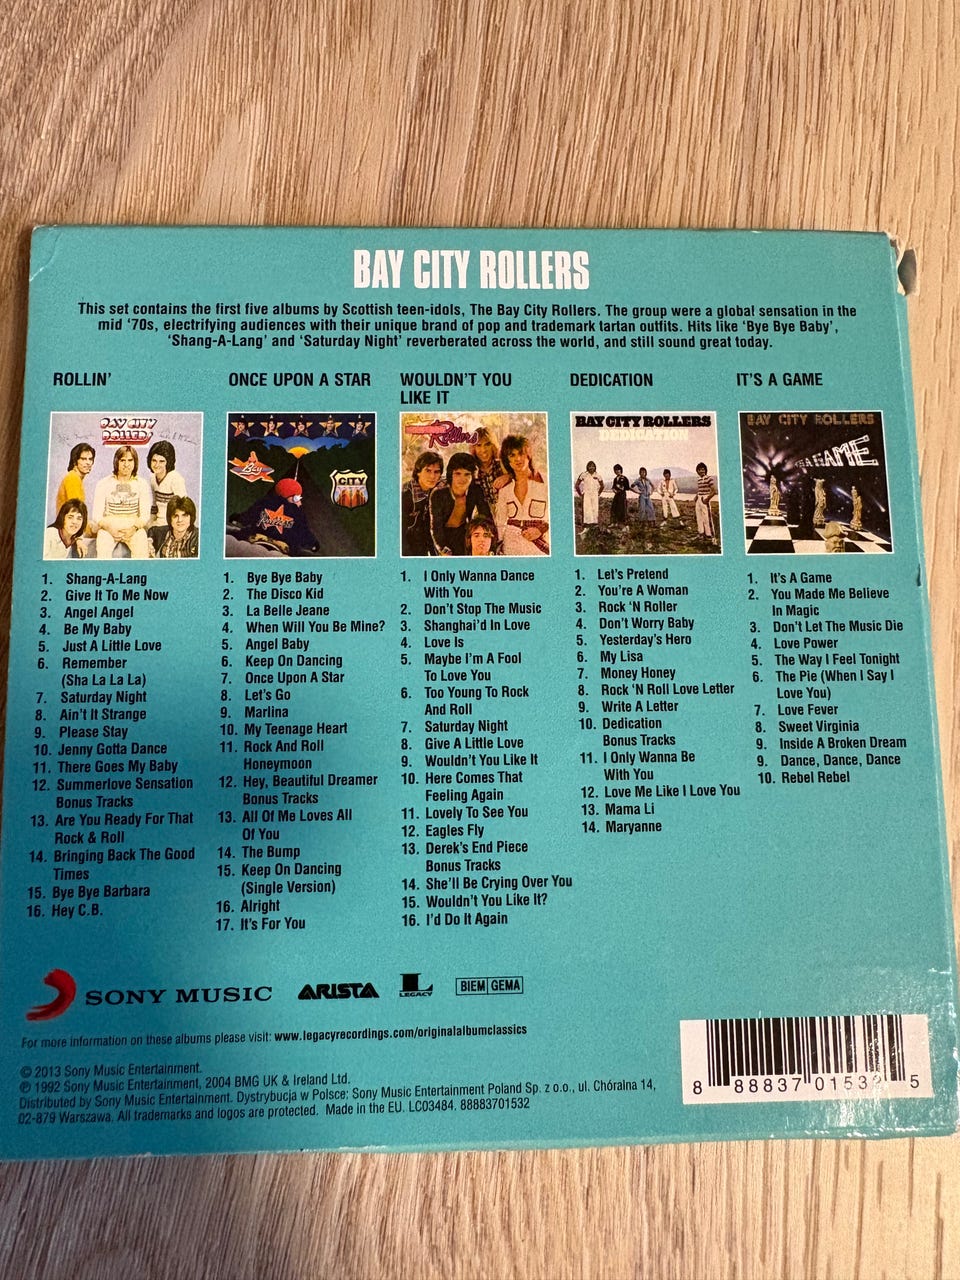 BAY CITY ROLLERS
This set contains the first five albums by Scottish teen-idols, The Bay City Rollers. The group were a global sensation in the
mid '70s, electrifying audiences with their unique brand of pop and trademark tartan outfits. Hits like 'Bye Bye Baby',
'Shang-A-Lang' and 'Saturday Night' reverberated across the world, and still sound great today.
ROLLIN'
BAY CITY
ROLLERS
1. Shang-A-Lang
2. Give It To Me Now
3. Angel Angel
4. Be My Baby
5. Just A Little Love
6. Remember
(Sha La La La)
7. Saturday Night
8. Ain't It Strange
9. Please Stay
10. Jenny Gotta Dance
11. There Goes My Baby
12. Summerlove Sensation
Bonus Tracks
13. Are You Ready For That
Rock & Roll
14. Bringing Back The Good
Times
15. Bye Bye Barbara
16. Hey C.B.
ONCE UPON A STAR
Bay
CITY
Rollers
1. Bye Bye Baby
2. The Disco Kid
3. La Belle Jeane
4. When Will You Be Mine?
5. Angel Baby
6. Keep On Dancing
7. Once Upon A Star
8. Let's Go
9. Marlina
10. My Teenage Heart
11. Rock And Roll
Honeymoon
12. Hey, Beautiful Dreamer
Bonus Tracks
13. All Of Me Loves All
Of You
14. The Bump
15. Keep On Dancing
(Single Version)
16. Alright
17. It's For You
WOULDN'T YOU
LIKE IT
Rollers
1. I Only Wanna Dance
With You
2. Don't Stop The Music
3. Shanghai'd In Love
4. Love Is
5. Maybe I'm A Fool
To Love You
6. Too Young To Rock
And Roll
7. Saturday Night
8. Give A Little Love
9. Wouldn't You Like It
10. Here Comes That
Feeling Again
11. Lovely To See You
12. Eagles Fly
13. Derek's End Piece
Bonus Tracks
14. She'll Be Crying Over You
15. Wouldn't You Like It?
16. I'd Do It Again
DEDICATION
BAY CITY ROLLERS
DEDICATION
1. Let's Pretend
2. You're A Woman
3. Rock 'N Roller
4. Don't Worry Baby
5. Yesterday's Hero
6. My Lisa
7. Money Honey
8. Rock 'N Roll Love Letter
9. Write A Letter
10. Dedication
Bonus Tracks
11. I Only Wanna Be
With You
12. Love Me Like I Love You
13. Mama Li
14. Maryanne
IT'S A GAME
BAY CITY ROLLERS
IT'S A GAME
1. It's A Game
2. You Made Me Believe
In Magic
3. Don't Let The Music Die
4. Love Power
5. The Way I Feel Tonight
6. The Pie (When I Say I
Love You)
7. Love Fever
8. Sweet Virginia
9. Inside A Broken Dream
9. Dance, Dance, Dance
10. Rebel Rebel
SONY MUSIC
ARISTA
L
LEGACY
BIEM GEMA
For more information on these albums please visit: www.legacyrecordings.com/originalalbumclassics
© 2013 Sony Music Entertainment.
℗ 1992 Sony Music Entertainment, 2004 BMG UK & Ireland Ltd.
Distributed by Sony Music Entertainment. Dystrybucja w Polsce: Sony Music Entertainment Poland Sp. z o.o., ul. Chóralna 14,
02-879 Warszawa. All trademarks and logos are protected. Made in the EU. LC03484. 88883701532
8 88837 01532 5